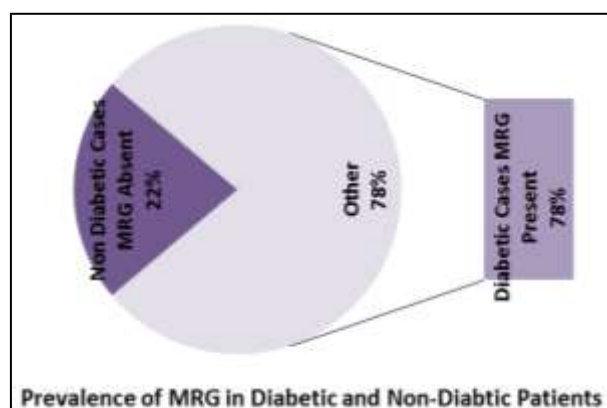 Non Diabetic Cases
MRG Absent
22%
Other
78%
Diabetic Cases MRG
Present
78%
Prevalence of MRG in Diabetic and Non-Diabtic Patients